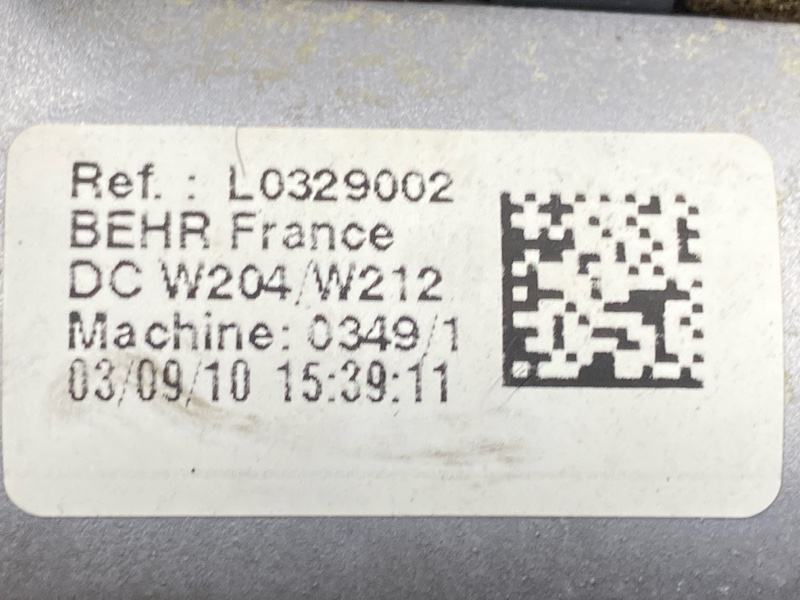 Ref. : L0329002
BEHR France
DC W204/W212
Machine: 0349/1
03/09/10 15:39:11